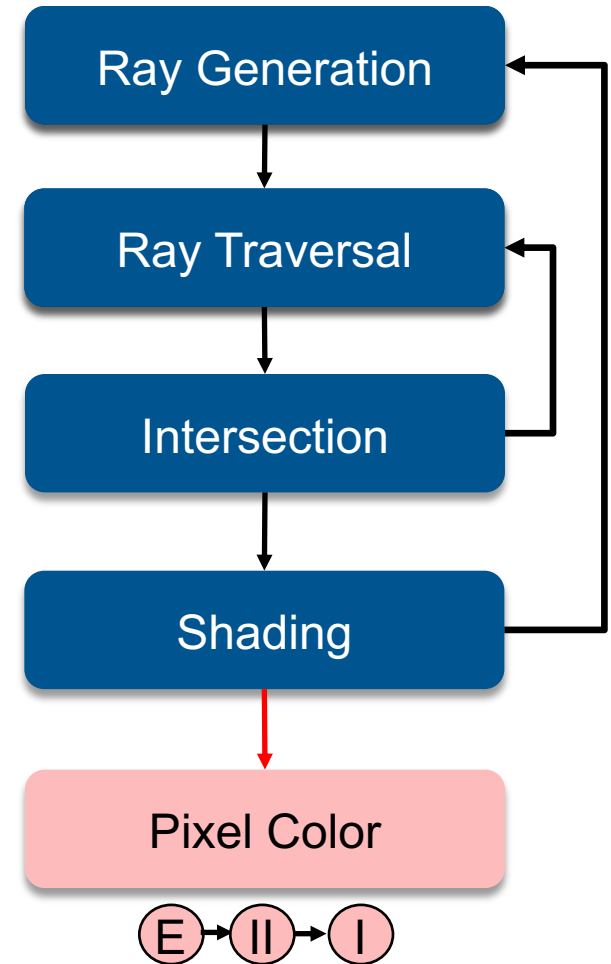 Ray Generation
Ray Traversal
Intersection
Shading
Pixel Color
E II I